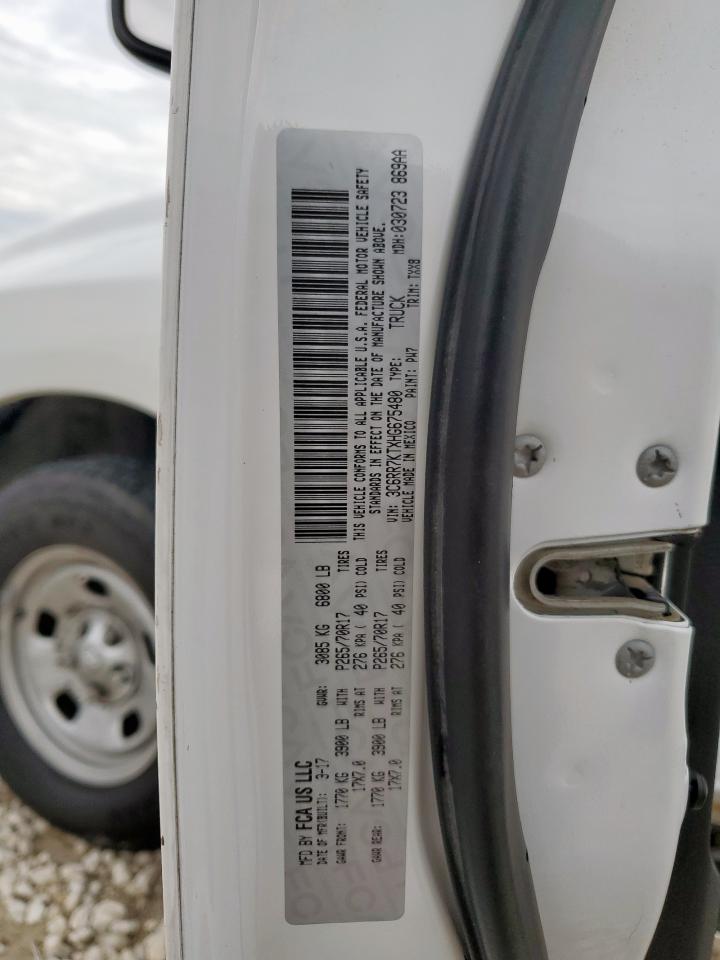 MFD BY FCA US LLC
DATE OF MFR(BUILT): 3-17 GVWR: 3085 KG 6800 LB
GAWR FRONT: 1770 KG 3900 LB WITH P265/70R17 TIRES
17X7.0 RIMS AT 276 KPA ( 40 PSI) COLD
GAWR REAR: 1770 KG 3900 LB WITH P265/70R17 TIRES
17X7.0 RIMS AT 276 KPA ( 40 PSI) COLD
THIS VEHICLE CONFORMS TO ALL APPLICABLE U.S.A. FEDERAL MOTOR VEHICLE SAFETY
STANDARDS IN EFFECT ON THE DATE OF MANUFACTURE SHOWN ABOVE.
VIN: 3C6RR7KTXHG675480 TYPE: TRUCK MDH:030723 869AA
VEHICLE MADE IN MEXICO PAINT: PW7 TRIM: TXX8